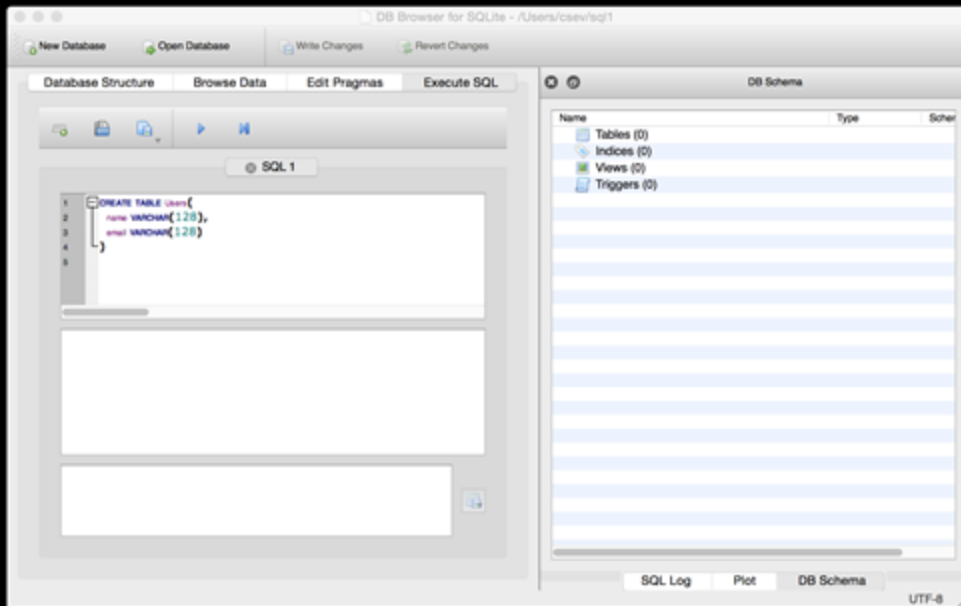 DB Browser for SQLite - /Users/csev/sql1
New Database Open Database Write Changes Revert Changes
Database Structure Browse Data Edit Pragmas Execute SQL
SQL 1
1 CREATE TABLE Users(
2 name VARCHAR(128),
3 email VARCHAR(128)
4 )
5
DB Schema
Name Type Scher
Tables (0)
Indices (0)
Views (0)
Triggers (0)
SQL Log Plot DB Schema
UTF-8